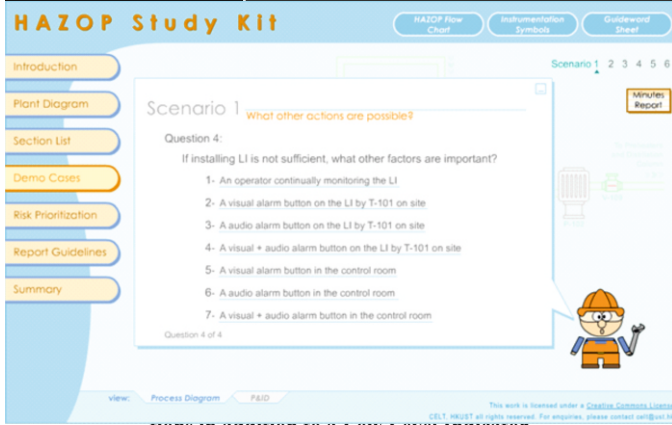 HAZOP Study Kit
HAZOP Flow Chart
Instrumentation Symbols
Guideword Sheet
Introduction
Plant Diagram
Section List
Demo Cases
Risk Prioritization
Report Guidelines
Summary
Scenario 1 2 3 4 5 6
Minutes Report
Scenario 1 What other actions are possible?
Question 4:
If installing LI is not sufficient, what other factors are important?
1- An operator continually monitoring the LI
2- A visual alarm button on the LI by T-101 on site
3- A audio alarm button on the LI by T-101 on site
4- A visual + audio alarm button on the LI by T-101 on site
5- A visual alarm button in the control room
6- A audio alarm button in the control room
7- A visual + audio alarm button in the control room
Question 4 of 4
view: Process Diagram P&ID
This work is licensed under a Creative Commons License
CELT, HKUST all rights reserved. For enquiries, please contact